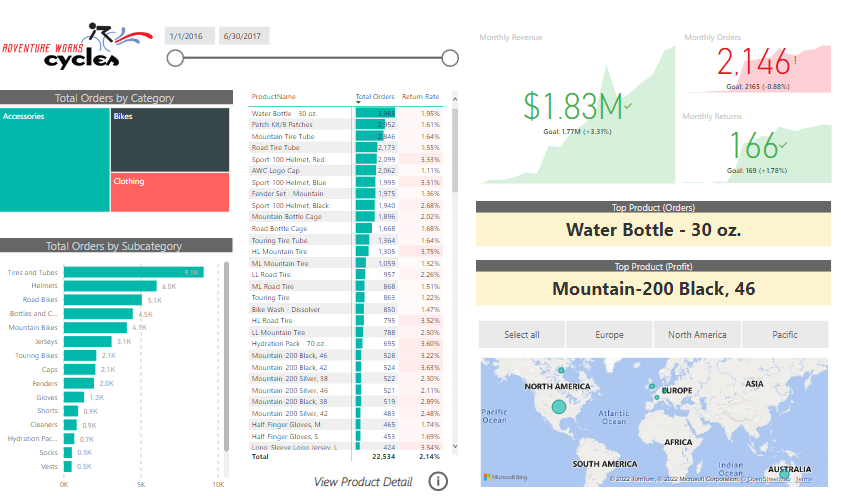 ADVENTURE WORKS
cycles
1/1/2016 6/30/2017
Total Orders by Category
Accessories
Bikes
Clothing
Total Orders by Subcategory
Tires and Tubes 9.1K
Helmets 6.0K
Road Bikes 5.1K
Bottles and C... 4.5K
Mountain Bikes 4.1K
Jerseys 3.1K
Touring Bikes 2.1K
Caps 2.1K
Fenders 2.0K
Gloves 1.3K
Shorts 0.9K
Cleaners 0.9K
Hydration Pac... 0.7K
Socks 0.5K
Vests 0.5K
0K 5K 10K
ProductName Total Orders Return Rate
Water Bottle - 30 oz. 3,983 1.95%
Patch Kit/8 Patches 2,952 1.61%
Mountain Tire Tube 2,846 1.64%
Road Tire Tube 2,173 1.55%
Sport 100 Helmet, Red 2,099 3.33%
AWC Logo Cap 2,062 1.11%
Sport 100 Helmet, Blue 1,995 3.31%
Fender Set - Mountain 1,975 1.36%
Sport 100 Helmet, Black 1,940 2.68%
Mountain Bottle Cage 1,896 2.02%
Road Bottle Cage 1,668 1.68%
Touring Tire Tube 1,364 1.64%
HL Mountain Tire 1,305 3.75%
ML Mountain Tire 1,059 1.32%
LL Road Tire 957 2.26%
ML Road Tire 868 1.51%
Touring Tire 863 1.22%
Bike Wash - Dissolver 850 1.47%
HL Road Tire 795 3.52%
LL Mountain Tire 788 2.50%
Hydration Pack - 70 oz. 695 3.60%
Mountain-200 Black, 46 528 3.22%
Mountain-200 Black, 42 524 3.63%
Mountain-200 Silver, 38 522 2.30%
Mountain-200 Silver, 46 521 2.11%
Mountain-200 Black, 38 519 2.89%
Mountain-200 Silver, 42 483 2.48%
Half-Finger Gloves, M 465 1.74%
Half-Finger Gloves, S 453 1.69%
Long-Sleeve Logo Jersey, L 424 3.54%
Total 22,534 2.14%
View Product Detail
Monthly Revenue
$1.83M
Goal: 1.77M (+3.31%)
Monthly Orders
2,146!
Goal: 2165 (-0.88%)
Monthly Returns
166
Goal: 169 (+1.78%)
Top Product (Orders)
Water Bottle - 30 oz.
Top Product (Profit)
Mountain-200 Black, 46
Select all Europe North America Pacific
NORTH AMERICA
EUROPE
ASIA
Pacific
Ocean
Atlantic
Ocean
AFRICA
SOUTH AMERICA
Indian
Ocean
AUSTRALIA
Microsoft Bing
© 2022 TomTom, © 2022 Microsoft Corporation, © OpenStreetMap Terms